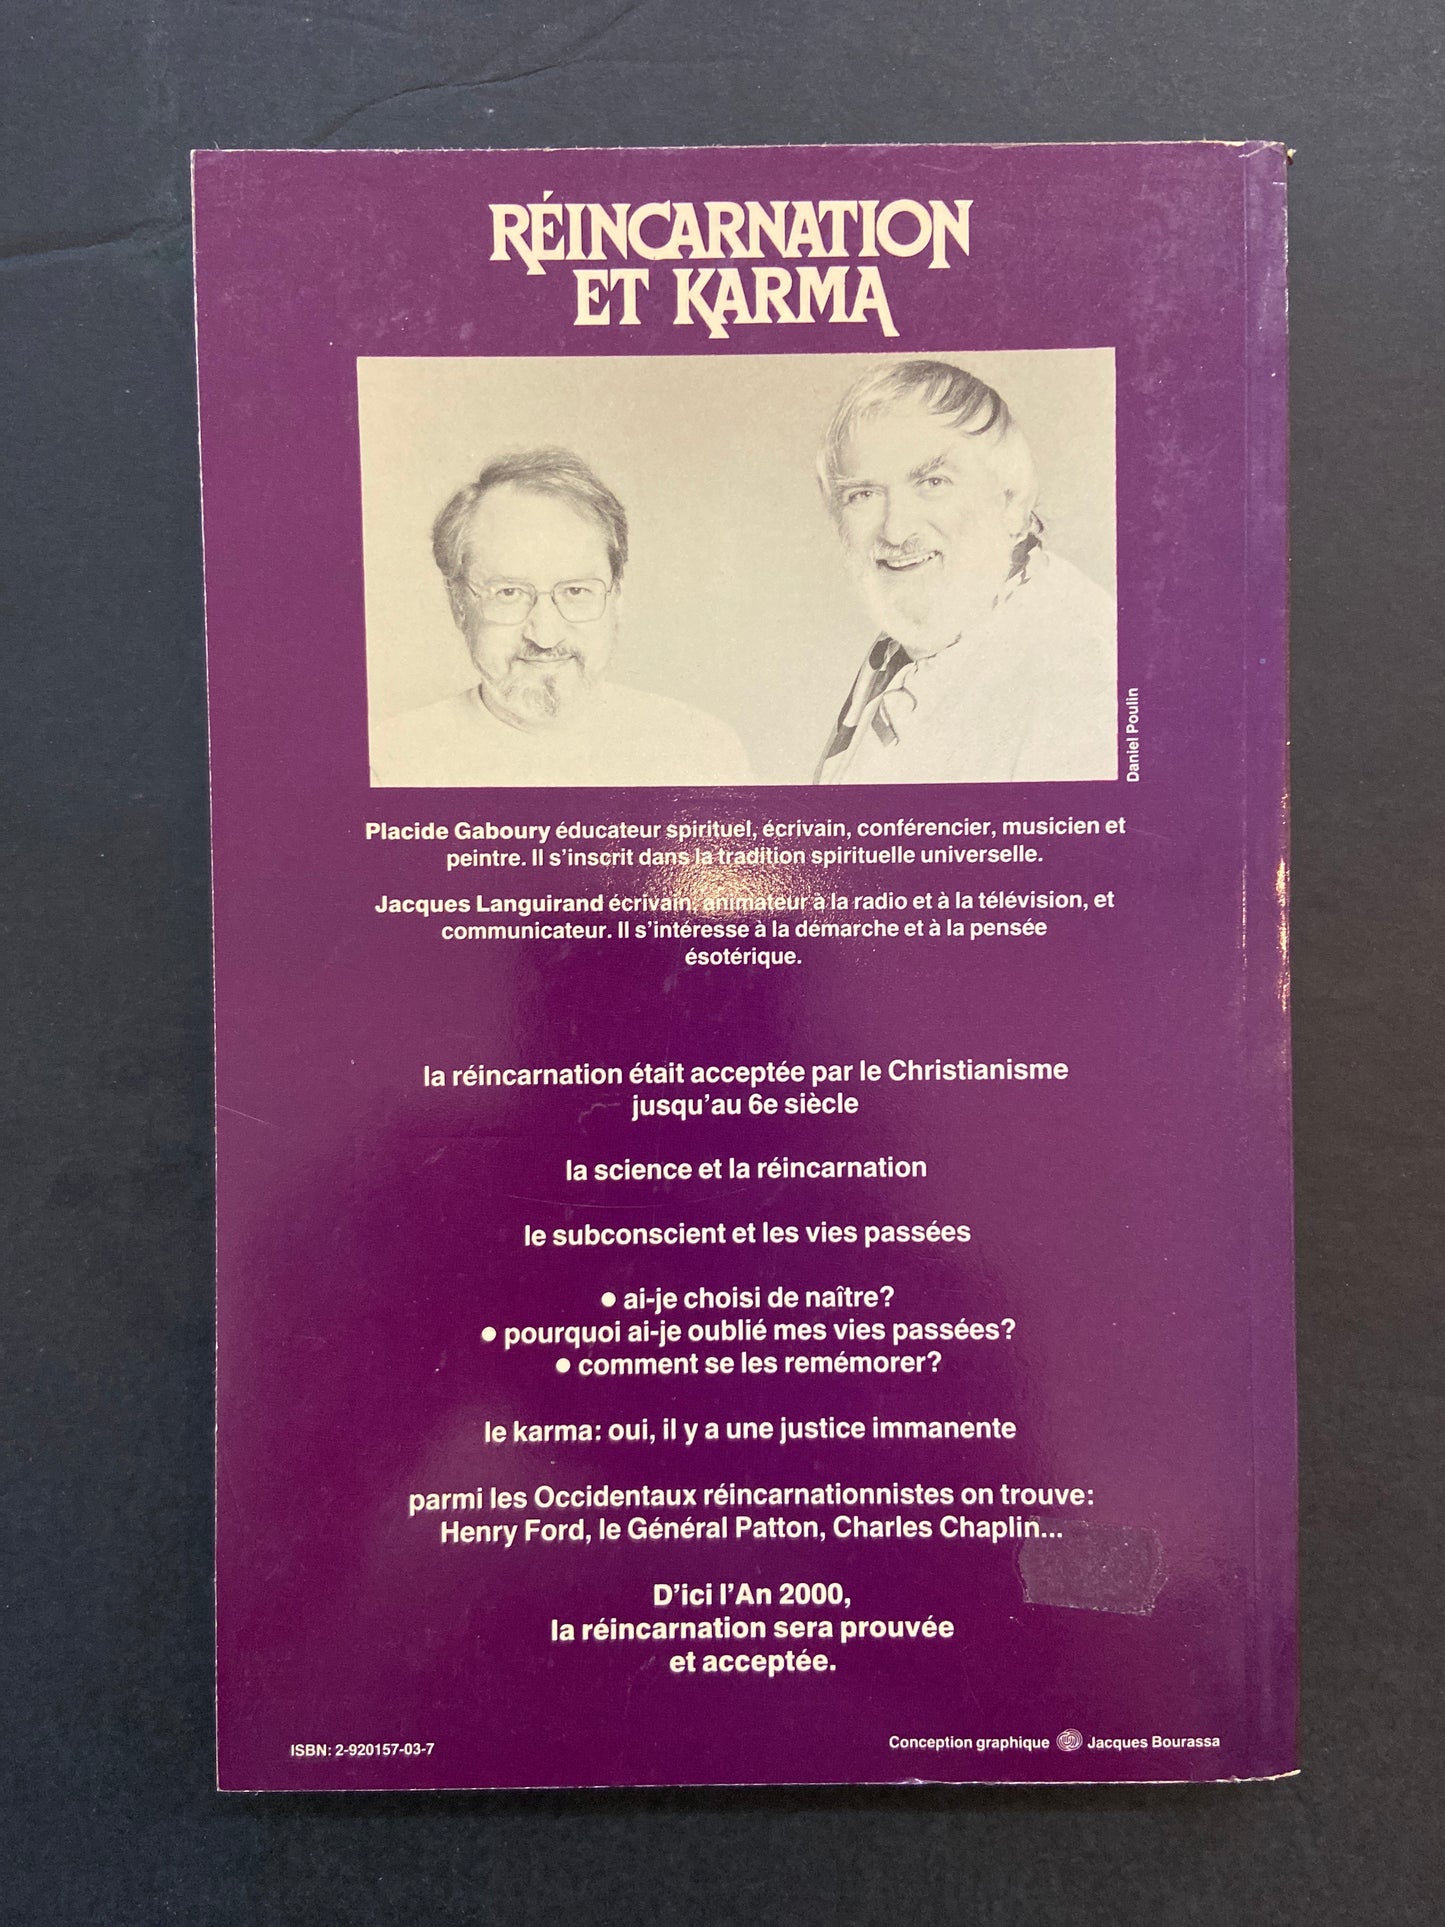 RÉINCARNATION
ET KARMA
Daniel Poulin
Placide Gaboury éducateur spirituel, écrivain, conférencier, musicien et
peintre. Il s'inscrit dans la tradition spirituelle universelle.
Jacques Languirand écrivain, animateur à la radio et à la télévision, et
communicateur. Il s'intéresse à la démarche et à la pensée
ésotérique.
la réincarnation était acceptée par le Christianisme
jusqu'au 6e siècle
la science et la réincarnation
le subconscient et les vies passées
● ai-je choisi de naître?
● pourquoi ai-je oublié mes vies passées?
● comment se les remémorer?
le karma: oui, il y a une justice immanente
parmi les Occidentaux réincarnationnistes on trouve:
Henry Ford, le Général Patton, Charles Chaplin...
D'ici l'An 2000,
la réincarnation sera prouvée
et acceptée.
ISBN: 2-920157-03-7
Conception graphique Jacques Bourassa